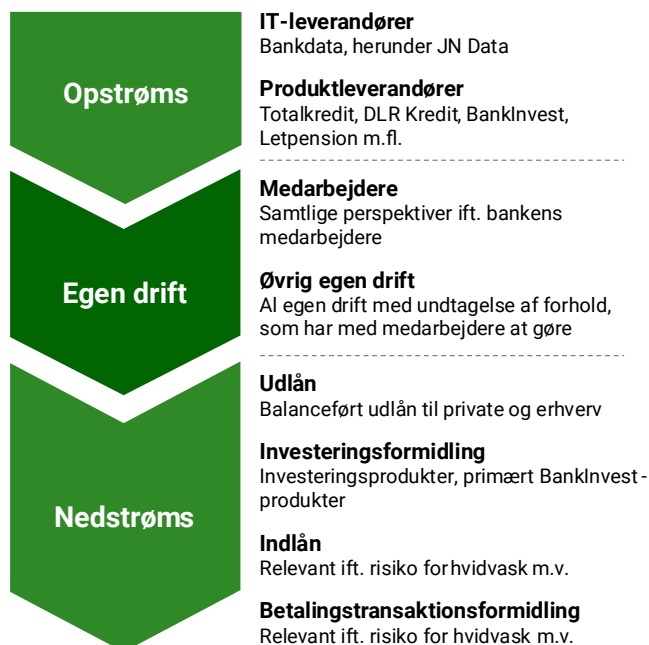 Opstrøms
IT-leverandører
Bankdata, herunder JN Data
Produktleverandører
Totalkredit, DLR Kredit, BankInvest,
Letpension m.fl.
Egen drift
Medarbejdere
Samtlige perspektiver ift. bankens
medarbejdere
Øvrig egen drift
Al egen drift med undtagelse af forhold,
som har med medarbejdere at gøre
Nedstrøms
Udlån
Balanceført udlån til private og erhverv
Investeringsformidling
Investeringsprodukter, primært BankInvest-
produkter
Indlån
Relevant ift. risiko for hvidvask m.v.
Betalingstransaktionsformidling
Relevant ift. risiko for hvidvask m.v.